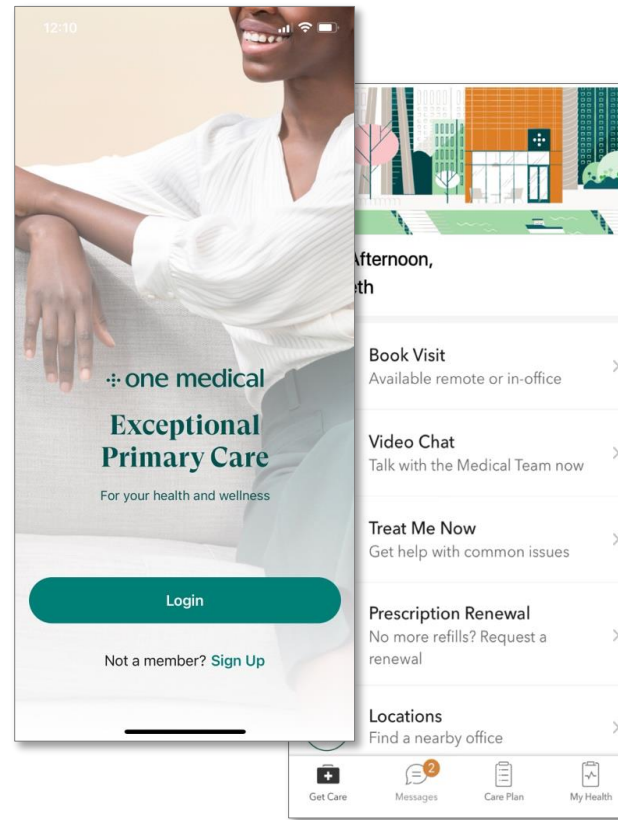 12:10
one medical
Exceptional
Primary Care
For your health and wellness
Login
Not a member? Sign Up
Afternoon,
Book Visit
Available remote or in-office
Video Chat
Talk with the Medical Team now
Treat Me Now
Get help with common issues
Prescription Renewal
No more refills? Request a
renewal
Locations
Find a nearby office
2
Get Care
Messages
Care Plan
My Health